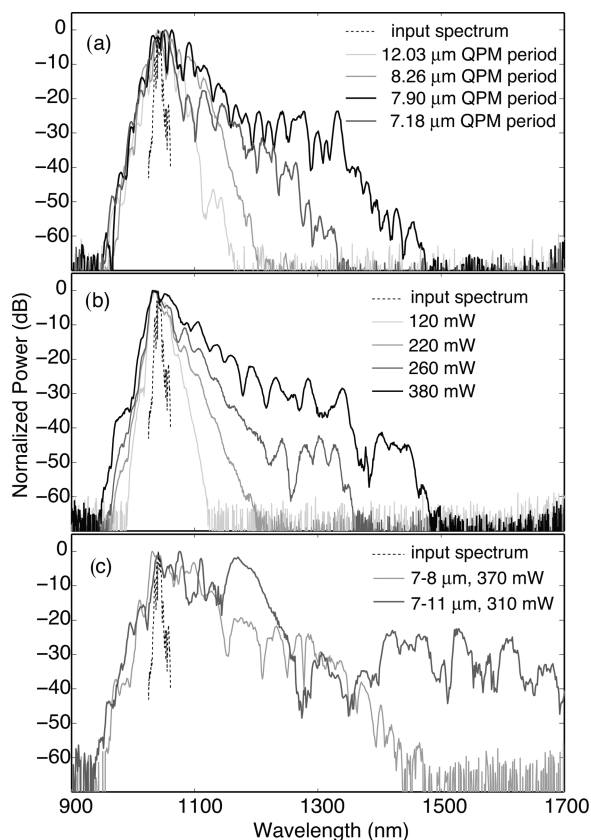 0
(a)
input spectrum
12.03 μm QPM period
−10
8.26 μm QPM period
−20
7.90 μm QPM period
−30
7.18 μm QPM period
−40
−50
−60
Normalized Power (dB)
0
(b)
input spectrum
−10
120 mW
−20
220 mW
260 mW
−30
380 mW
−40
−50
−60
0
(c)
input spectrum
−10
7-8 μm, 370 mW
−20
7-11 μm, 310 mW
−30
−40
−50
−60
900 1100 1300 1500 1700
Wavelength (nm)